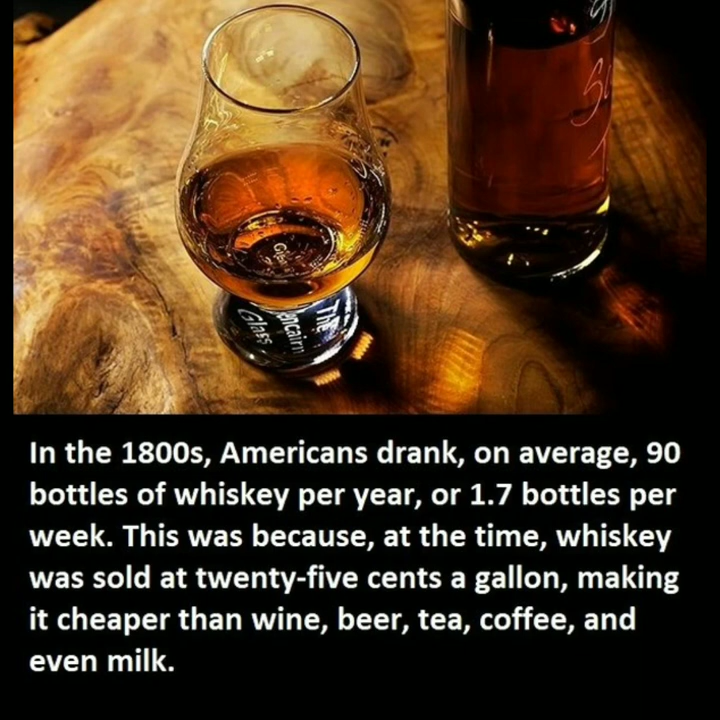 The
Glencairn
Glass
In the 1800s, Americans drank, on average, 90
bottles of whiskey per year, or 1.7 bottles per
week. This was because, at the time, whiskey
was sold at twenty-five cents a gallon, making
it cheaper than wine, beer, tea, coffee, and
even milk.